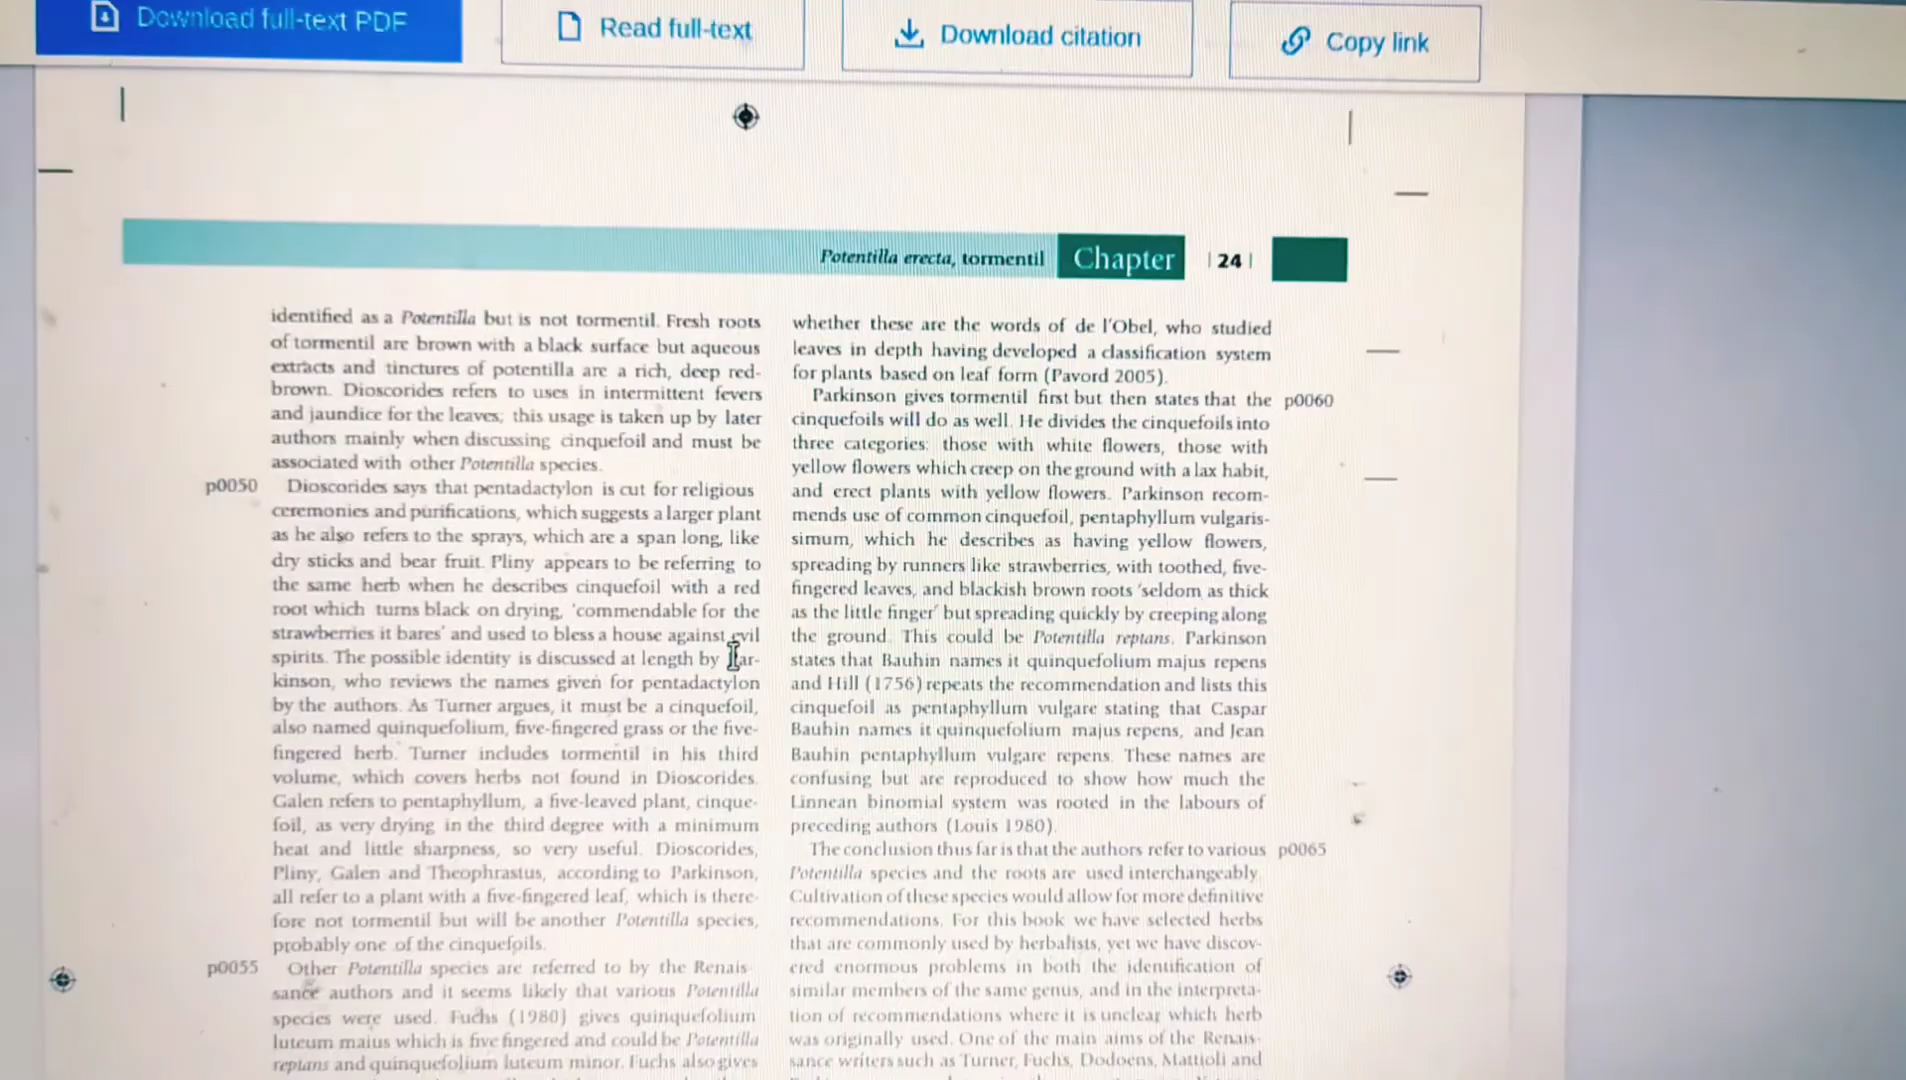 Download full-text PDF
Read full-text
Download citation
Copy link
Potentilla erecta, tormentil Chapter | 24 |
identified as a Potentilla but is not tormentil. Fresh roots
of tormentil are brown with a black surface but aqueous
extracts and tinctures of potentilla are a rich, deep red-
brown. Dioscorides refers to uses in intermittent fevers
and jaundice for the leaves; this usage is taken up by later
authors mainly when discussing cinquefoil and must be
associated with other Potentilla species.
p0050 Dioscorides says that pentadactylon is cut for religious
ceremonies and purifications, which suggests a larger plant
as he also refers to the sprays, which are a span long, like
dry sticks and bear fruit. Pliny appears to be referring to
the same herb when he describes cinquefoil with a red
root which turns black on drying, 'commendable for the
strawberries it bares' and used to bless a house against evil
spirits. The possible identity is discussed at length by Par-
kinson, who reviews the names given for pentadactylon
by the authors. As Turner argues, it must be a cinquefoil,
also named quinquefolium, five-fingered grass or the five-
fingered herb. Turner includes tormentil in his third
volume, which covers herbs not found in Dioscorides.
Galen refers to pentaphyllum, a five-leaved plant, cinque-
foil, as very drying in the third degree with a minimum
heat and little sharpness, so very useful. Dioscorides,
Pliny, Galen and Theophrastus, according to Parkinson,
all refer to a plant with a five-fingered leaf, which is there-
fore not tormentil but will be another Potentilla species,
probably one of the cinquefoils.
p0055 Other Potentilla species are referred to by the Renais-
sance authors and it seems likely that various Potentilla
species were used. Fuchs (1980) gives quinquefolium
luteum maius which is five fingered and could be Potentilla
reptans and quinquefolium luteum minor. Fuchs also gives
whether these are the words of de l'Obel, who studied
leaves in depth having developed a classification system
for plants based on leaf form (Pavord 2005).
Parkinson gives tormentil first but then states that the p0060
cinquefoils will do as well. He divides the cinquefoils into
three categories: those with white flowers, those with
yellow flowers which creep on the ground with a lax habit,
and erect plants with yellow flowers. Parkinson recom-
mends use of common cinquefoil, pentaphyllum vulgaris-
simum, which he describes as having yellow flowers,
spreading by runners like strawberries, with toothed, five-
fingered leaves, and blackish brown roots 'seldom as thick
as the little finger' but spreading quickly by creeping along
the ground. This could be Potentilla reptans. Parkinson
states that Bauhin names it quinquefolium majus repens
and Hill (1756) repeats the recommendation and lists this
cinquefoil as pentaphyllum vulgare stating that Caspar
Bauhin names it quinquefolium majus repens, and Jean
Bauhin pentaphyllum vulgare repens. These names are
confusing but are reproduced to show how much the
Linnean binomial system was rooted in the labours of
preceding authors (Louis 1980).
The conclusion thus far is that the authors refer to various p0065
Potentilla species and the roots are used interchangeably.
Cultivation of these species would allow for more definitive
recommendations. For this book we have selected herbs
that are commonly used by herbalists, yet we have discov-
ered enormous problems in both the identification of
similar members of the same genus, and in the interpreta-
tion of recommendations where it is unclear which herb
was originally used. One of the main aims of the Renais-
sance writers such as Turner, Fuchs, Dodoens, Mattioli and